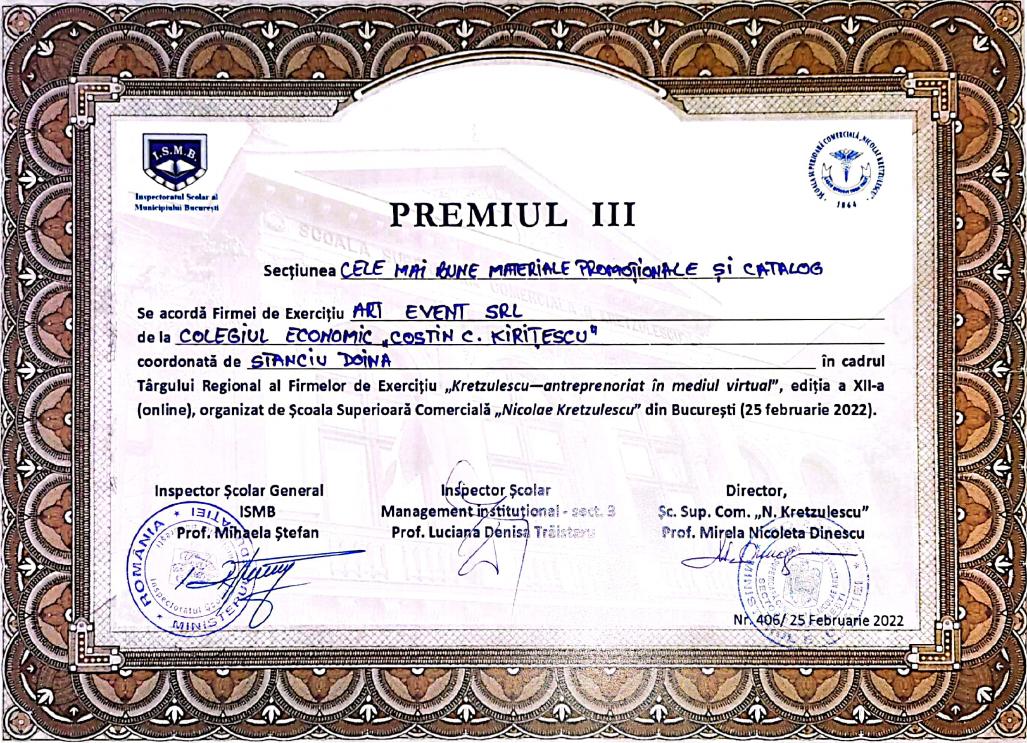 I.S.M.B.
Inspectoratul Școlar al
Municipiului București
ȘCOALA SUPERIOARĂ COMERCIALĂ „NICOLAE KRETZULESCU”
1864
PREMIUL III
Secțiunea CELE MAI BUNE MATERIALE PROMOȚIONALE ȘI CATALOG
Se acordă Firmei de Exercițiu ART EVENT SRL
de la COLEGIUL ECONOMIC „COSTIN C. KIRIȚESCU"
coordonată de STANCIU DOINA în cadrul
Târgului Regional al Firmelor de Exercițiu „Kretzulescu—antreprenoriat în mediul virtual”, ediția a XII-a
(online), organizat de Școala Superioară Comercială „Nicolae Kretzulescu” din București (25 februarie 2022).
Inspector Școlar General
ISMB
Prof. Mihaela Ștefan
Inspector Școlar
Management instituțional - sect. 3
Prof. Luciana Denisa Trăistaru
Director,
Șc. Sup. Com. „N. Kretzulescu”
Prof. Mirela Nicoleta Dinescu
ROMÂNIA
Nr. 406/ 25 Februarie 2022